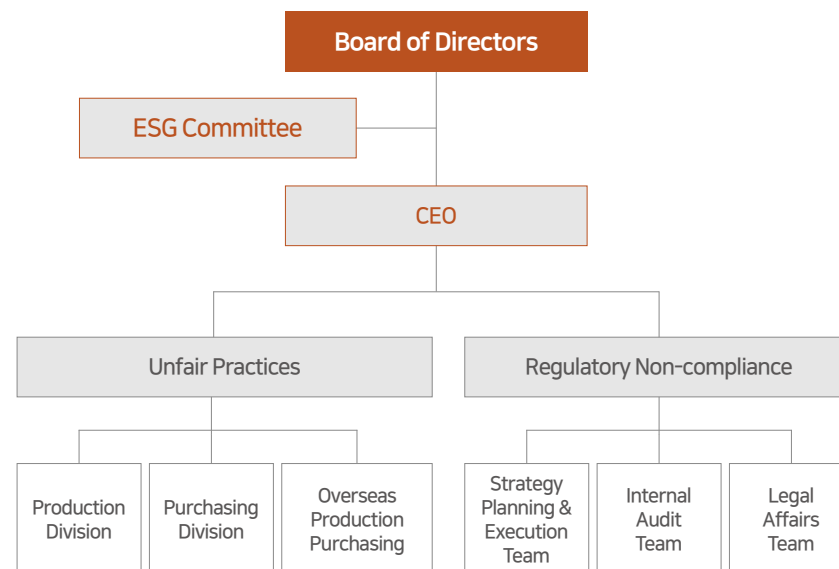 Board of Directors
ESG Committee
CEO
Unfair Practices
Regulatory Non-compliance
Production
Division
Purchasing
Division
Overseas
Production
Purchasing
Strategy
Planning &
Execution
Team
Internal
Audit
Team
Legal
Affairs
Team